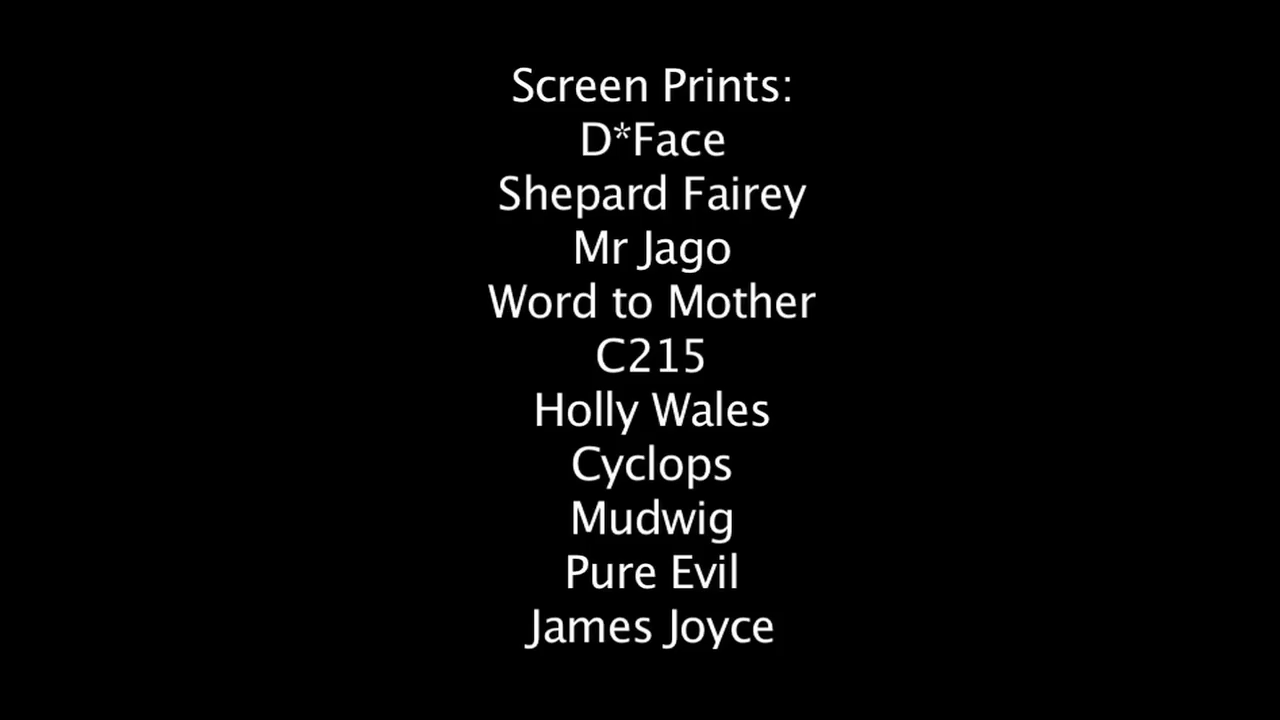 Screen Prints:
D*Face
Shepard Fairey
Mr Jago
Word to Mother
C215
Holly Wales
Cyclops
Mudwig
Pure Evil
James Joyce